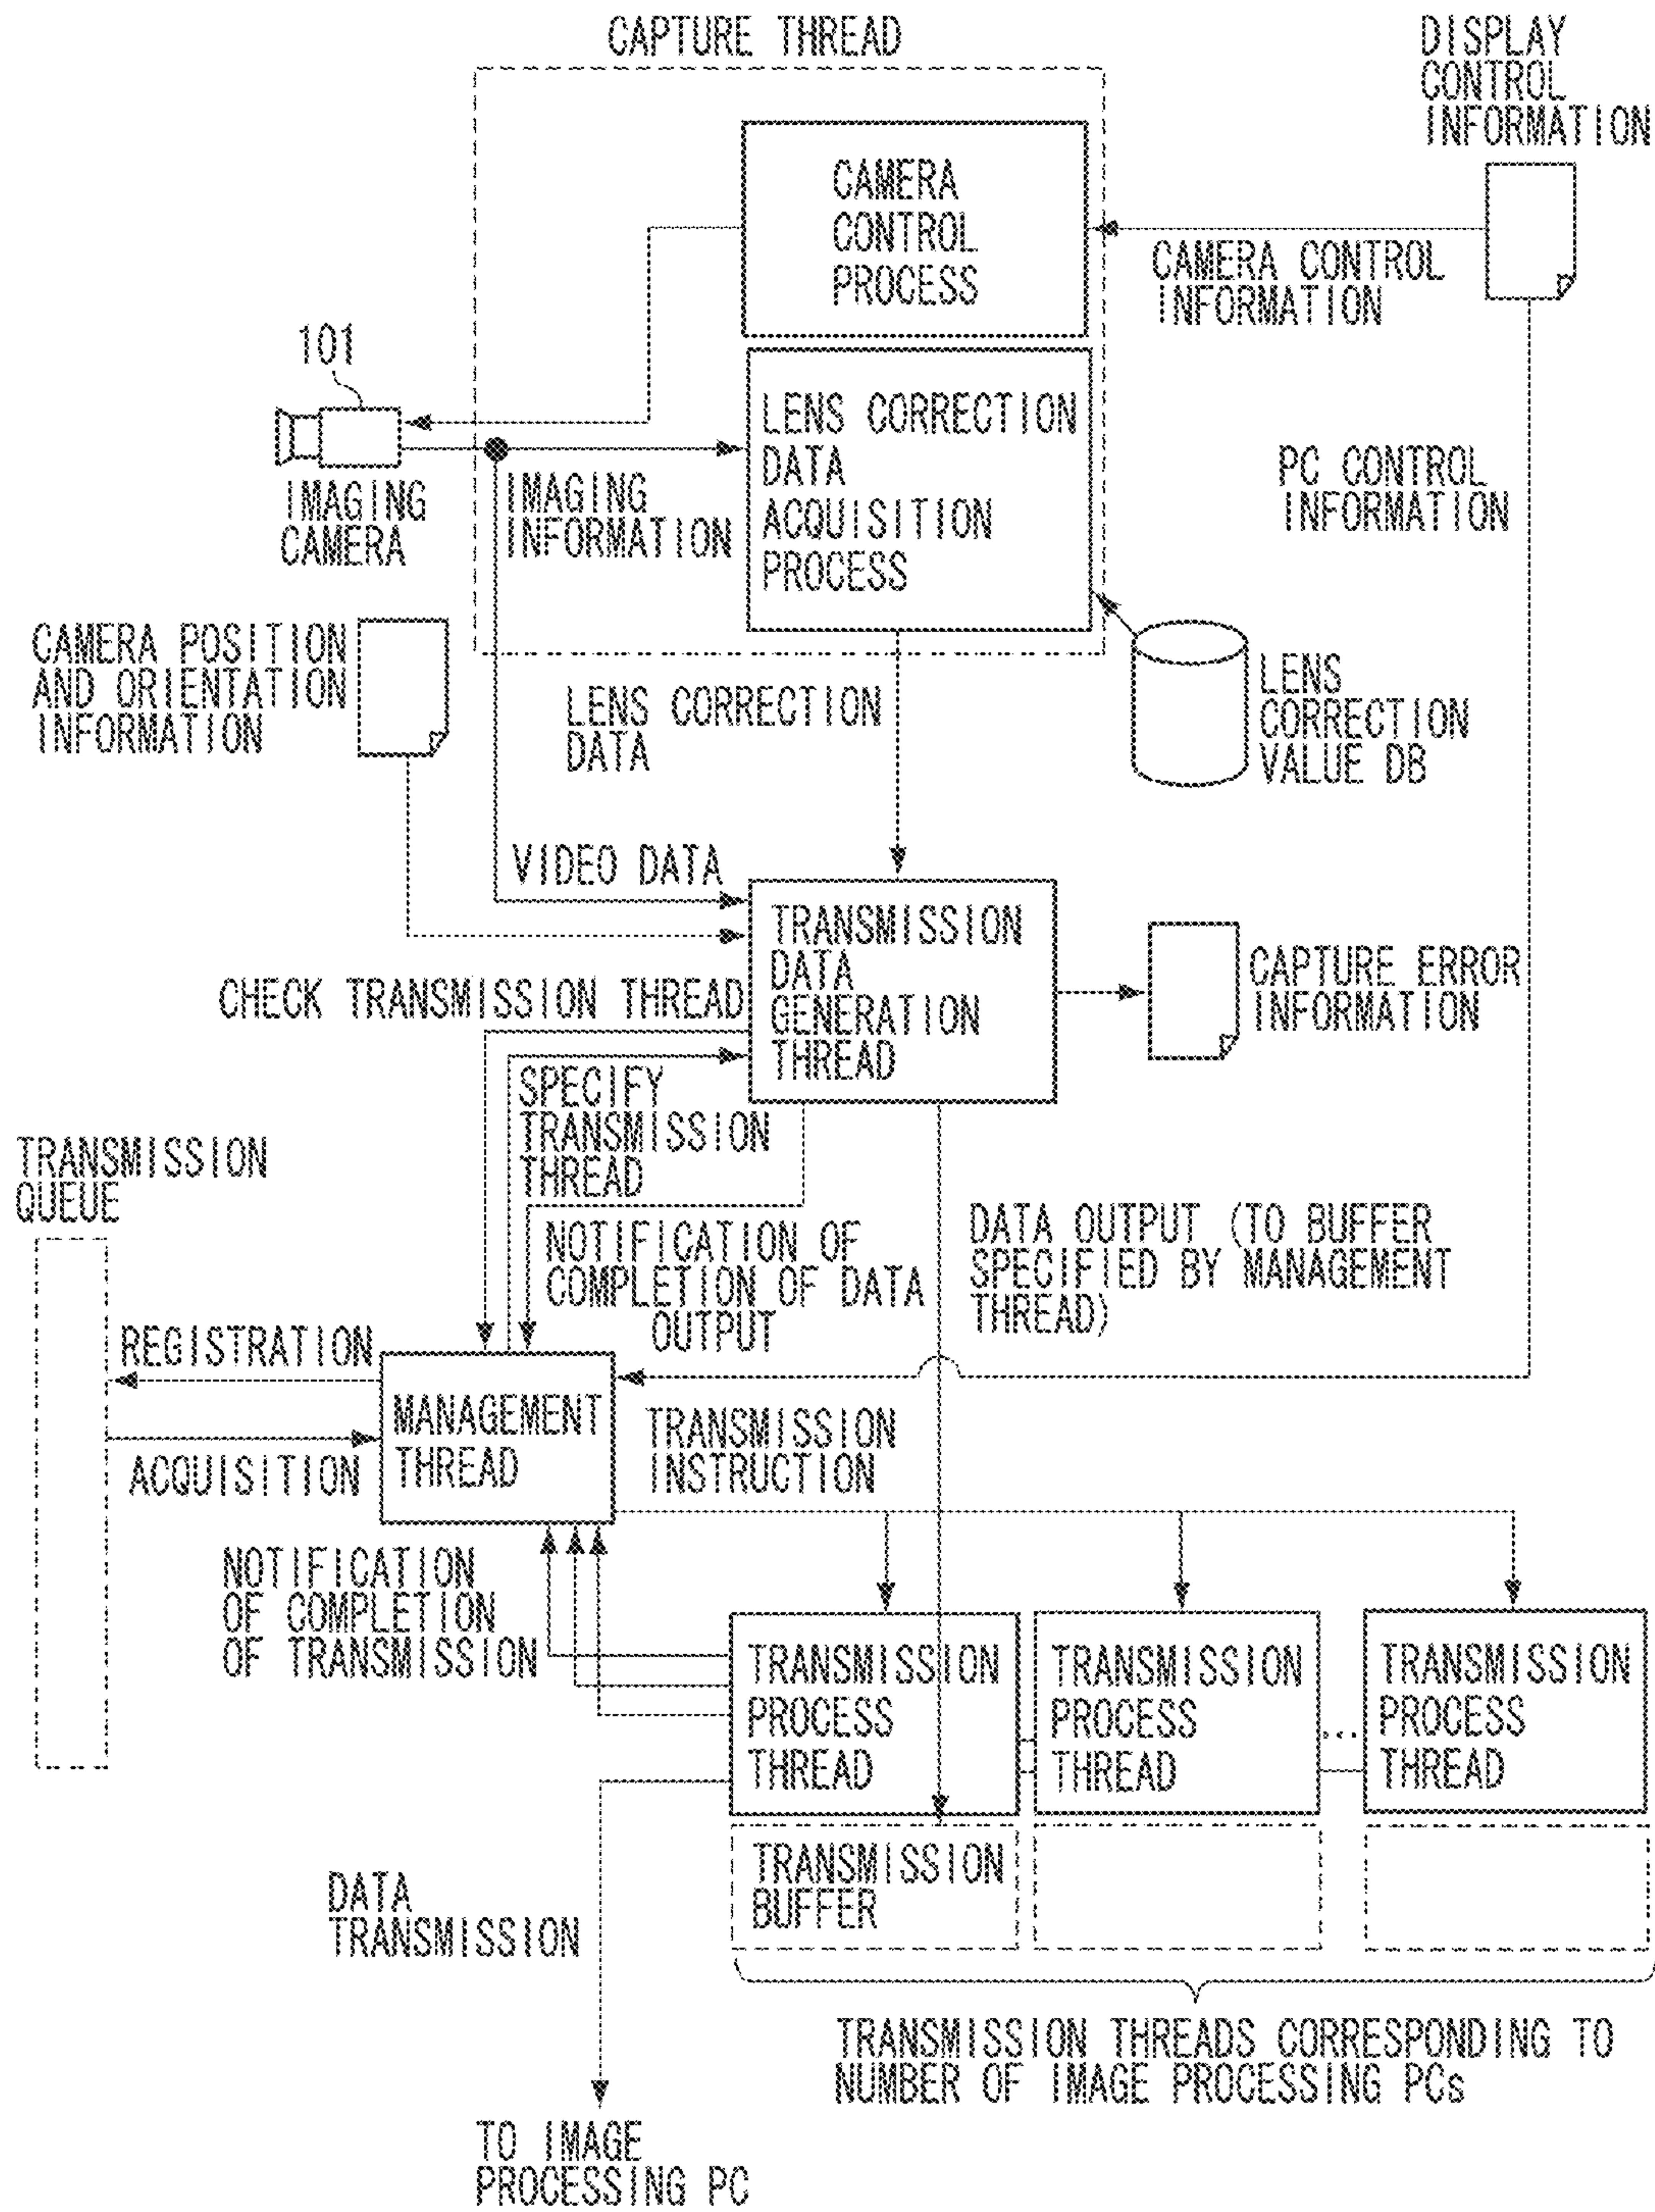 CAPTURE THREAD
DISPLAY
CONTROL
INFORMATION
CAMERA
CONTROL
PROCESS
CAMERA CONTROL
INFORMATION
101
IMAGING
CAMERA
IMAGING
INFORMATION
LENS CORRECTION
DATA
ACQUISITION
PROCESS
PC CONTROL
INFORMATION
CAMERA POSITION
AND ORIENTATION
INFORMATION
LENS CORRECTION
DATA
LENS
CORRECTION
VALUE DB
VIDEO DATA
TRANSMISSION
DATA
GENERATION
THREAD
CAPTURE ERROR
INFORMATION
CHECK TRANSMISSION THREAD
SPECIFY
TRANSMISSION
THREAD
TRANSMISSION
QUEUE
NOTIFICATION OF
COMPLETION OF DATA
OUTPUT
DATA OUTPUT (TO BUFFER
SPECIFIED BY MANAGEMENT
THREAD)
REGISTRATION
ACQUISITION
MANAGEMENT
THREAD
TRANSMISSION
INSTRUCTION
NOTIFICATION
OF COMPLETION
OF TRANSMISSION
TRANSMISSION
PROCESS
THREAD
TRANSMISSION
PROCESS
THREAD
...
TRANSMISSION
PROCESS
THREAD
TRANSMISSION
BUFFER
DATA
TRANSMISSION
TRANSMISSION THREADS CORRESPONDING TO
NUMBER OF IMAGE PROCESSING PCs
TO IMAGE
PROCESSING PC